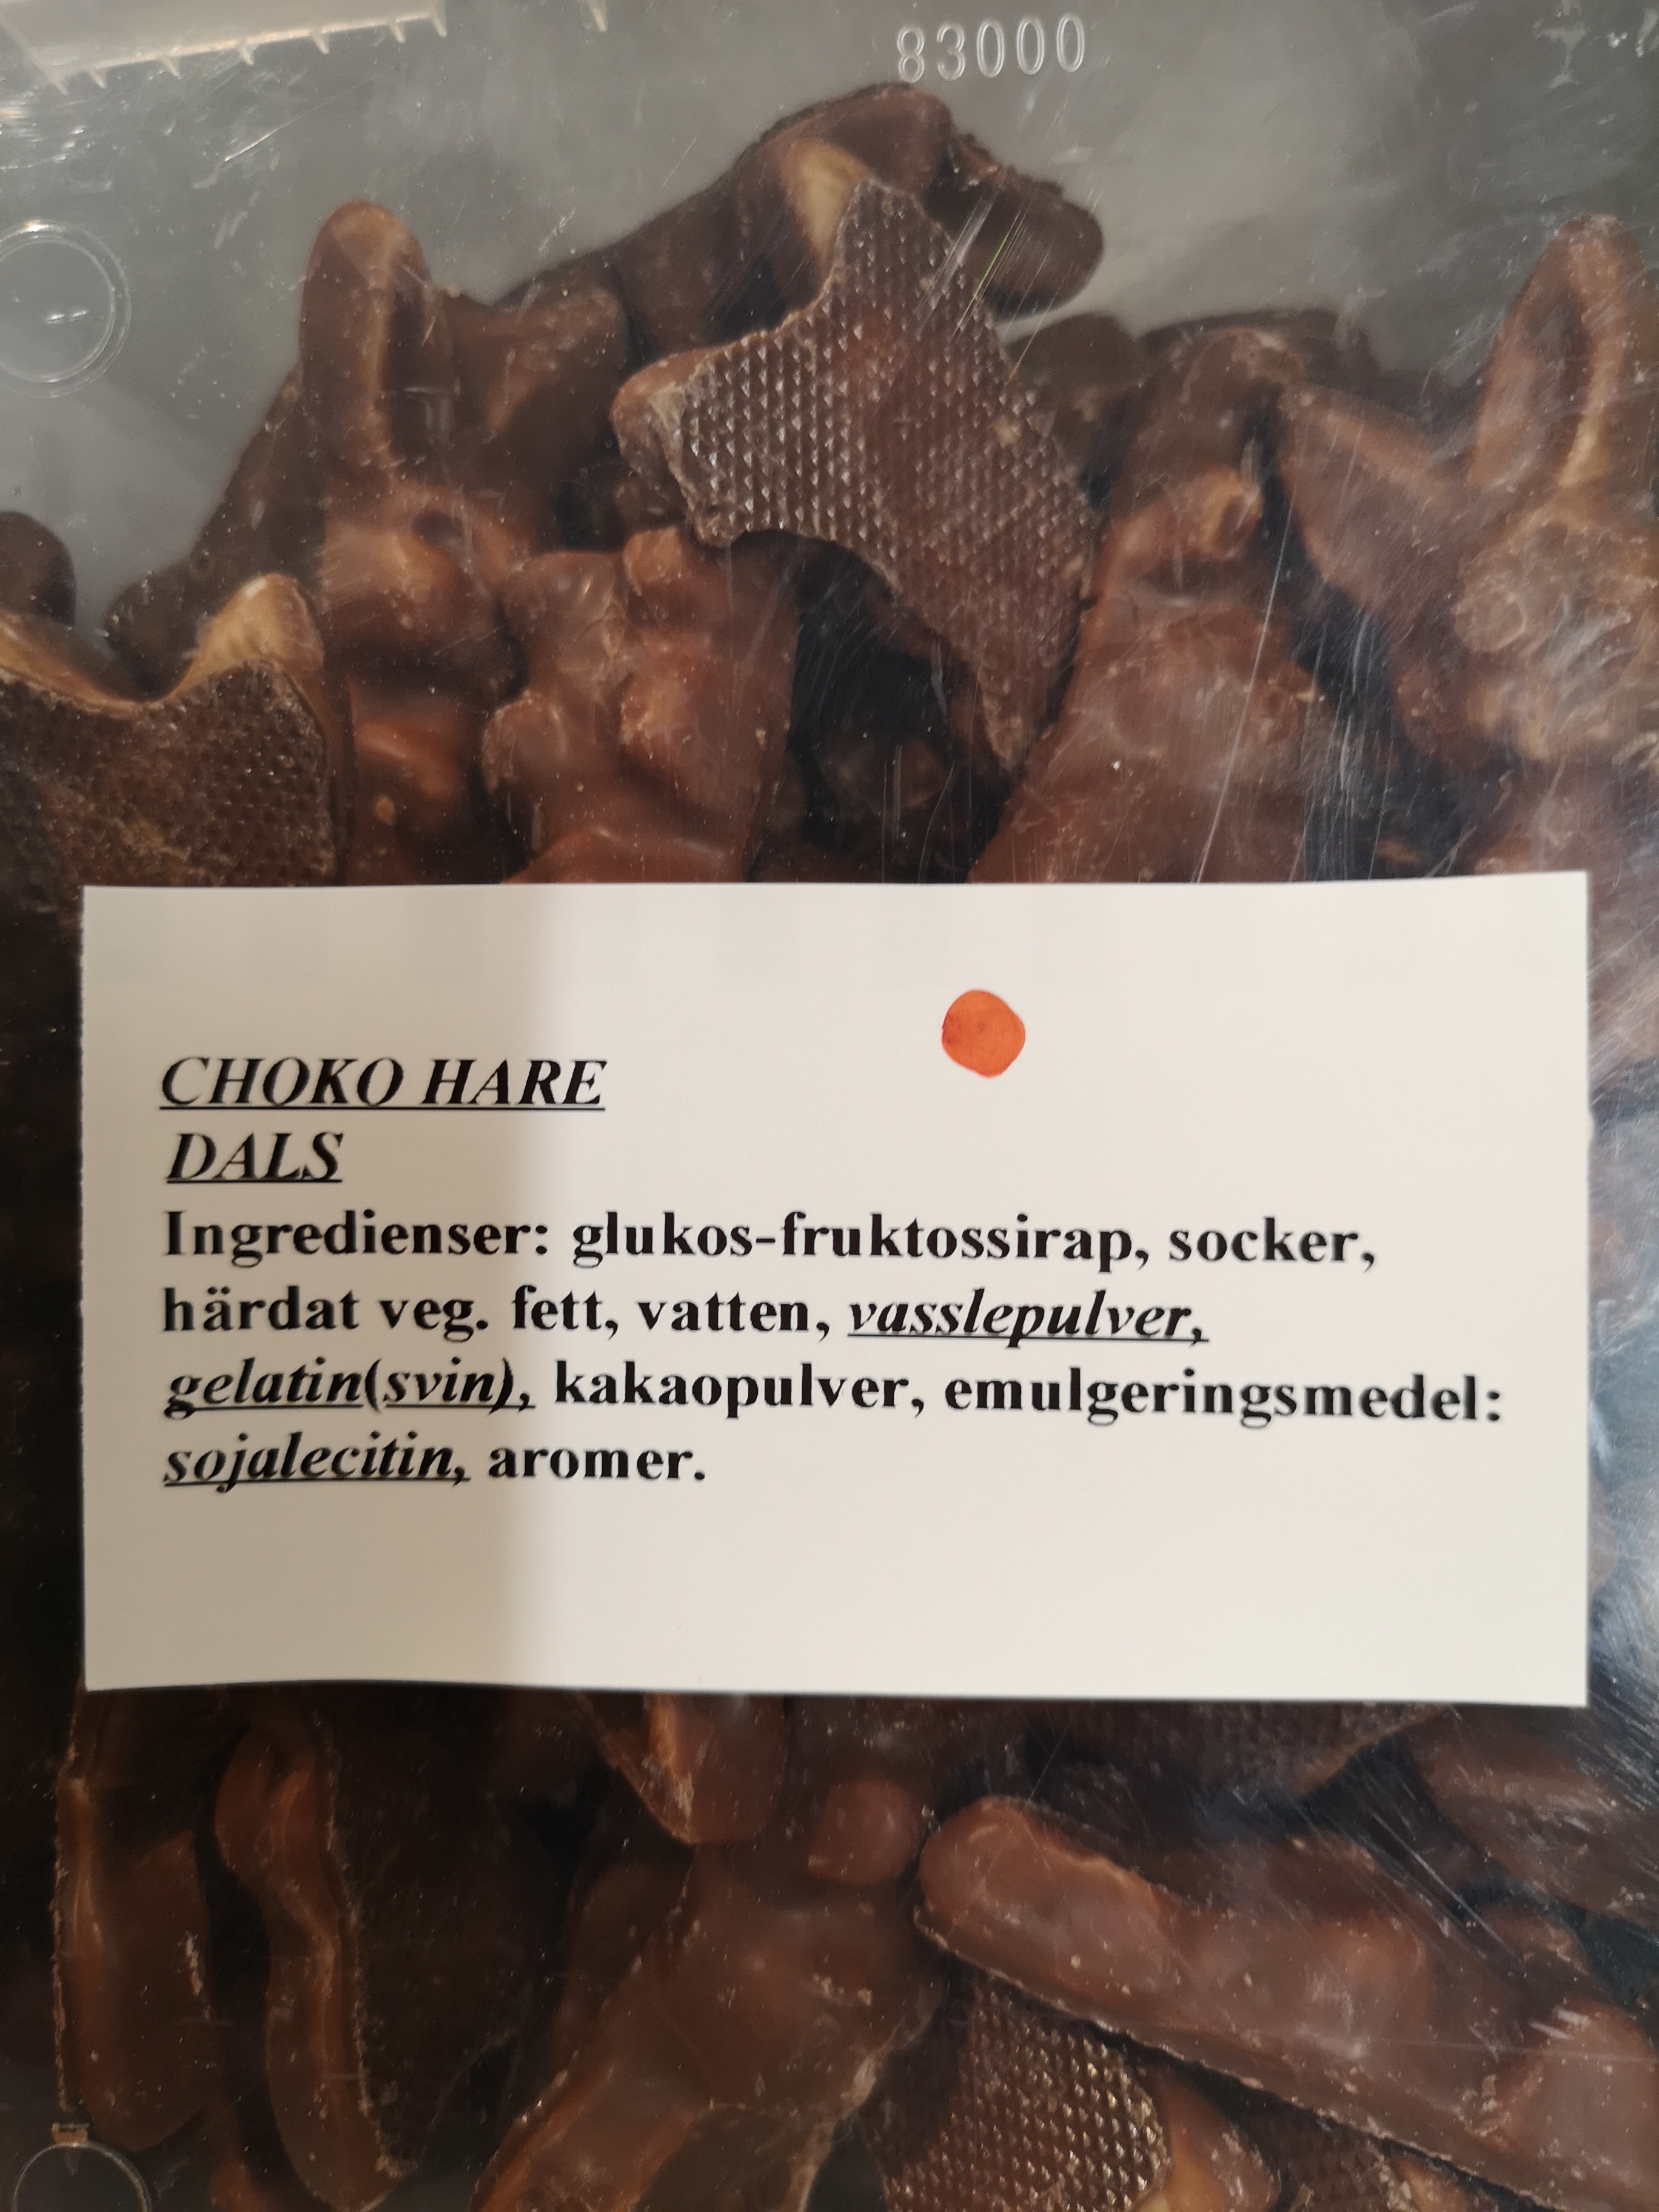 83000
CHOKO HARE
DALS
Ingredienser: glukos-fruktossirap, socker,
härdat veg. fett, vatten, vasslepulver,
gelatin(svin), kakaopulver, emulgeringsmedel:
sojalecitin, aromer.